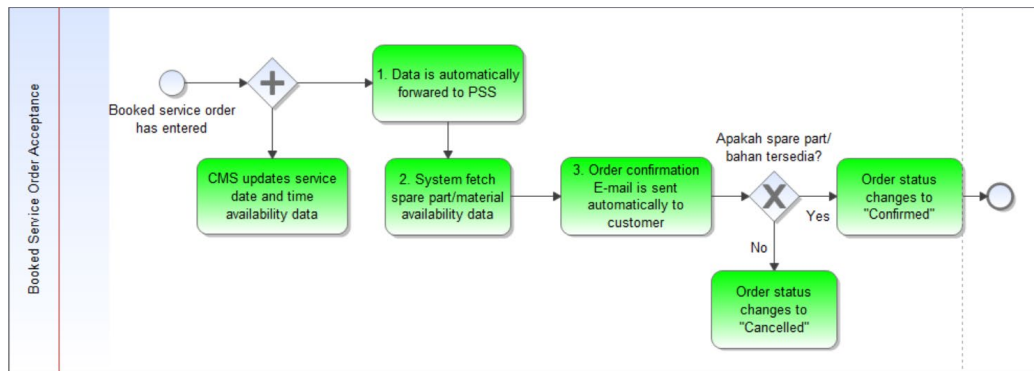 Booked Service Order Acceptance
Booked service order
has entered
1. Data is automatically
forwared to PSS
CMS updates service
date and time
availability data
2. System fetch
spare part/material
availability data
3. Order confirmation
E-mail is sent
automatically to
customer
Apakah spare part/
bahan tersedia?
Yes
No
Order status
changes to
"Confirmed"
Order status
changes to
"Cancelled"